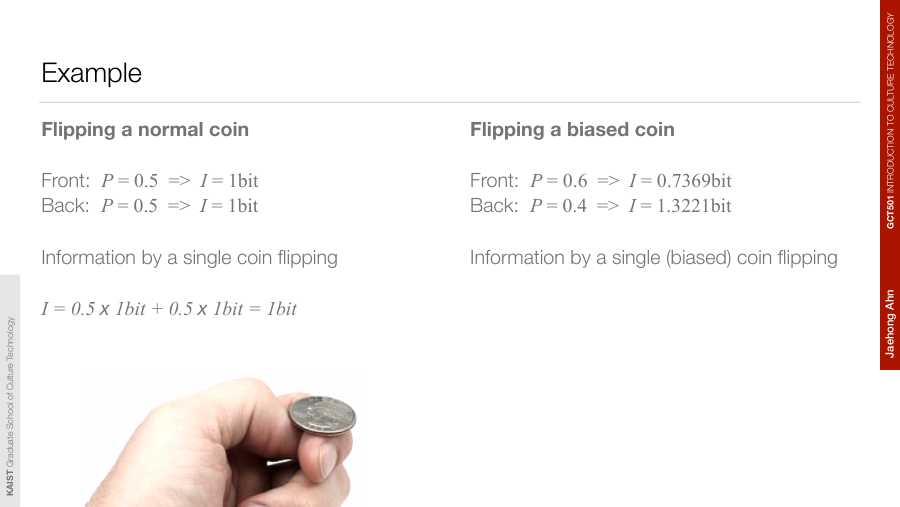 Example
Flipping a normal coin
Front: P = 0.5 => I = 1bit
Back: P = 0.5 => I = 1bit
Information by a single coin flipping
I = 0.5 x 1bit + 0.5 x 1bit = 1bit
Flipping a biased coin
Front: P = 0.6 => I = 0.7369bit
Back: P = 0.4 => I = 1.3221bit
Information by a single (biased) coin flipping
GCT501 INTRODUCTION TO CULTURE TECHNOLOGY
Jaehong Ahn
KAIST Graduate School of Culture Technology